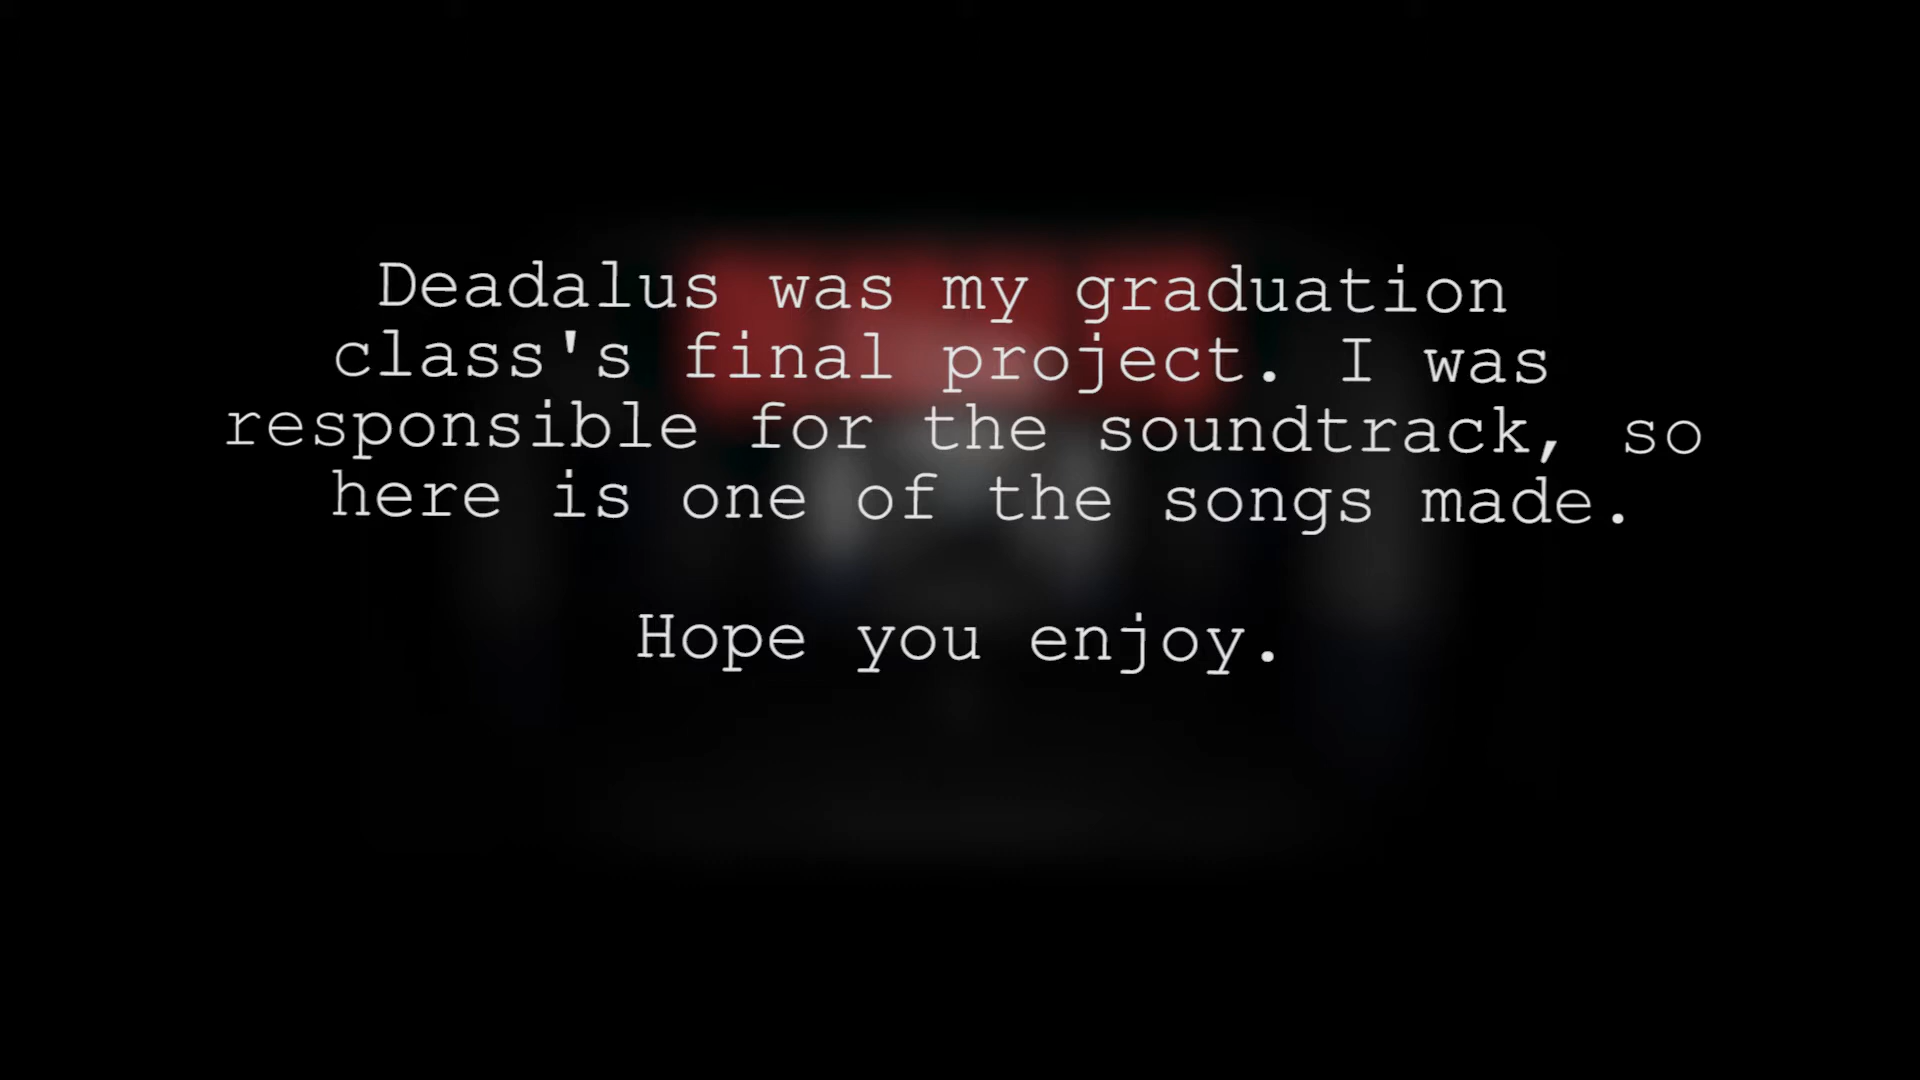 Deadalus was my graduation
class's final project. I was
responsible for the soundtrack, so
here is one of the songs made.
Hope you enjoy.